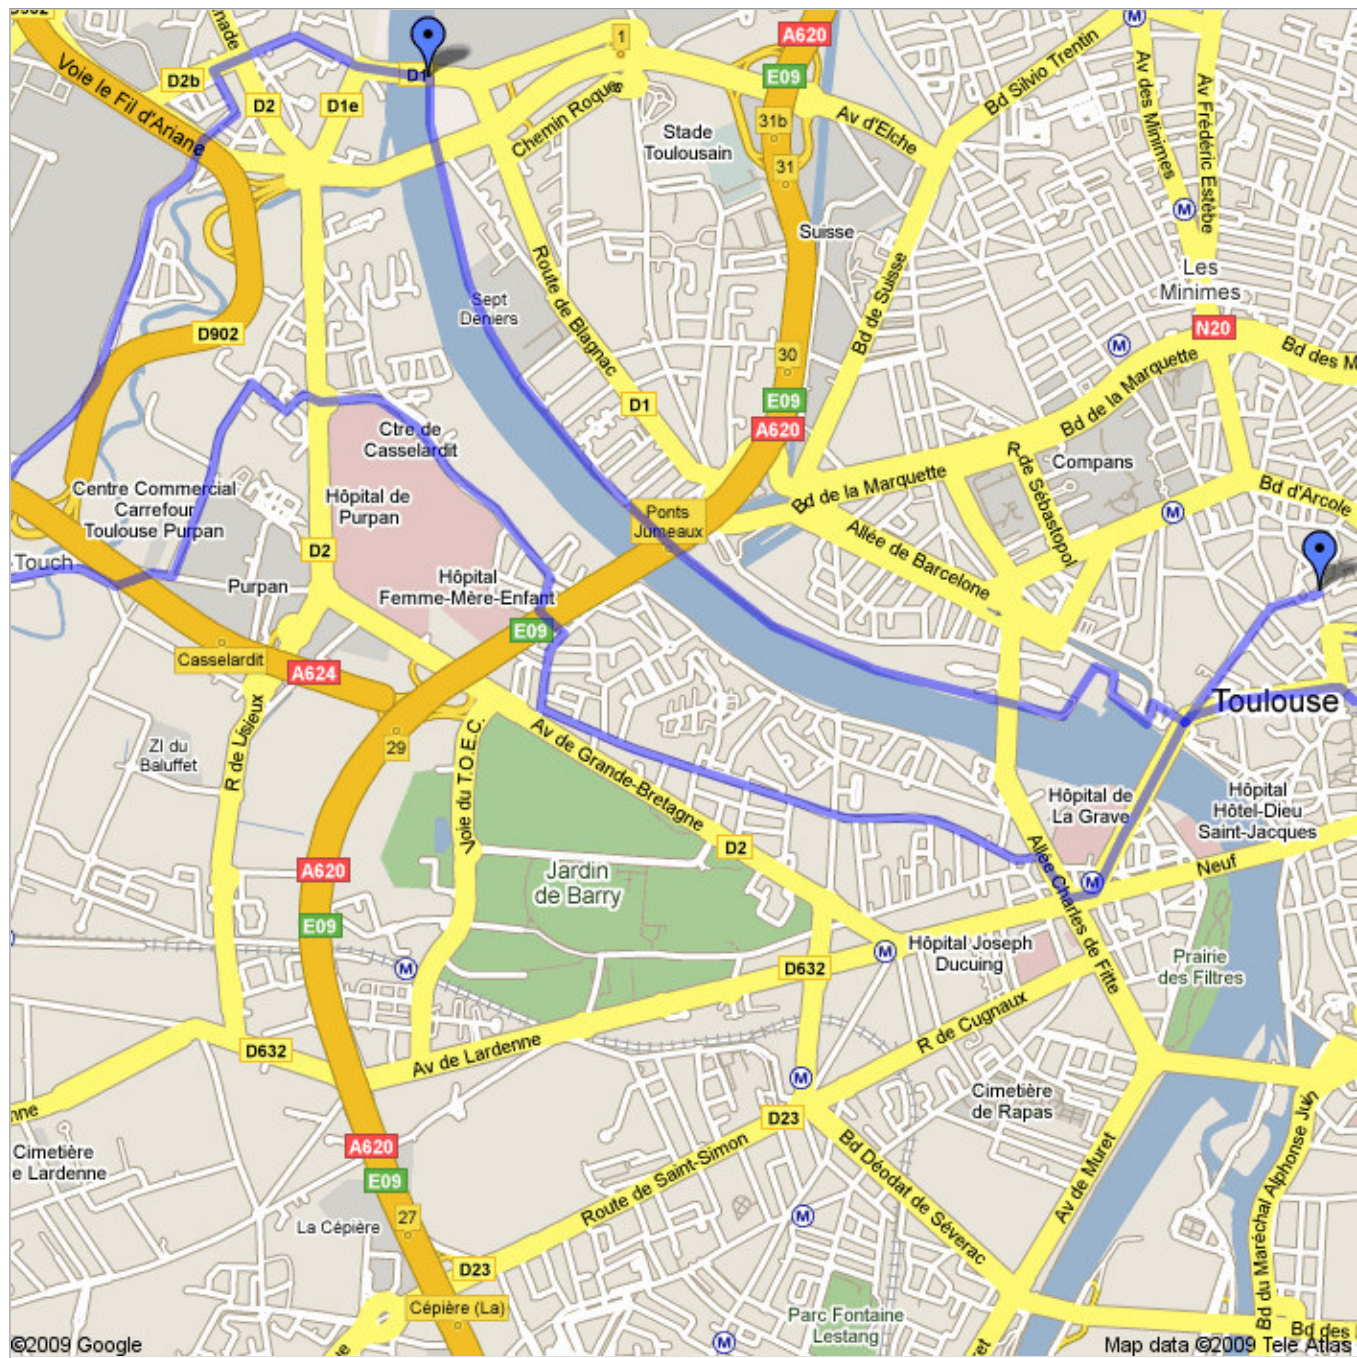 D902
nade
Voie le Fil d'Ariane
D2b
D2
D1e
D1
1
A620
E09
Chemin Roques
Stade
Toulousain
31b
31
Av d'Elche
Bd Silvio Trentin
M
Av des Minimes
Av Frédéric Estèbe
M
Suisse
Les
Minimes
Route de Blagnac
Sept
Deniers
Bd de Suisse
D902
N20
Bd des M
M
30
Bd de la Marquette
E09
D1
A620
Ctre de
Casselardit
R de Sébastopol
Compans
Bd de la Marquette
Bd d'Arcole
Centre Commercial
Carrefour
Toulouse Purpan
Hôpital de
Purpan
Ponts
Jumeaux
M
Allée de Barcelone
D2
Touch
Purpan
Hôpital
Femme-Mère-Enfant
E09
Casselardit
A624
Toulouse
R de Lisieux
ZI du
Baluffet
29
Voie du T.O.E.C.
Av de Grande-Bretagne
Hôpital de
La Grave
Hôpital
Hôtel-Dieu
Saint-Jacques
D2
Allée Charles de Fitte
A620
Jardin
de Barry
M
Neuf
E09
M
M
D632
Hôpital Joseph
Ducuing
Prairie
des Filtres
R de Cugnaux
D632
Av de Lardenne
M
Cimetière
de Rapas
nne
D23
Cimetière
e Lardenne
A620
E09
Route de Saint-Simon
Bd Déodat de Séverac
Av de Muret
Bd du Maréchal Alphonse Juin
La Cépière
27
M
D23
Cépière (La)
Parc Fontaine
Lestang
M
ne
ret
Bd des
©2009 Google
Map data ©2009 Tele Atlas